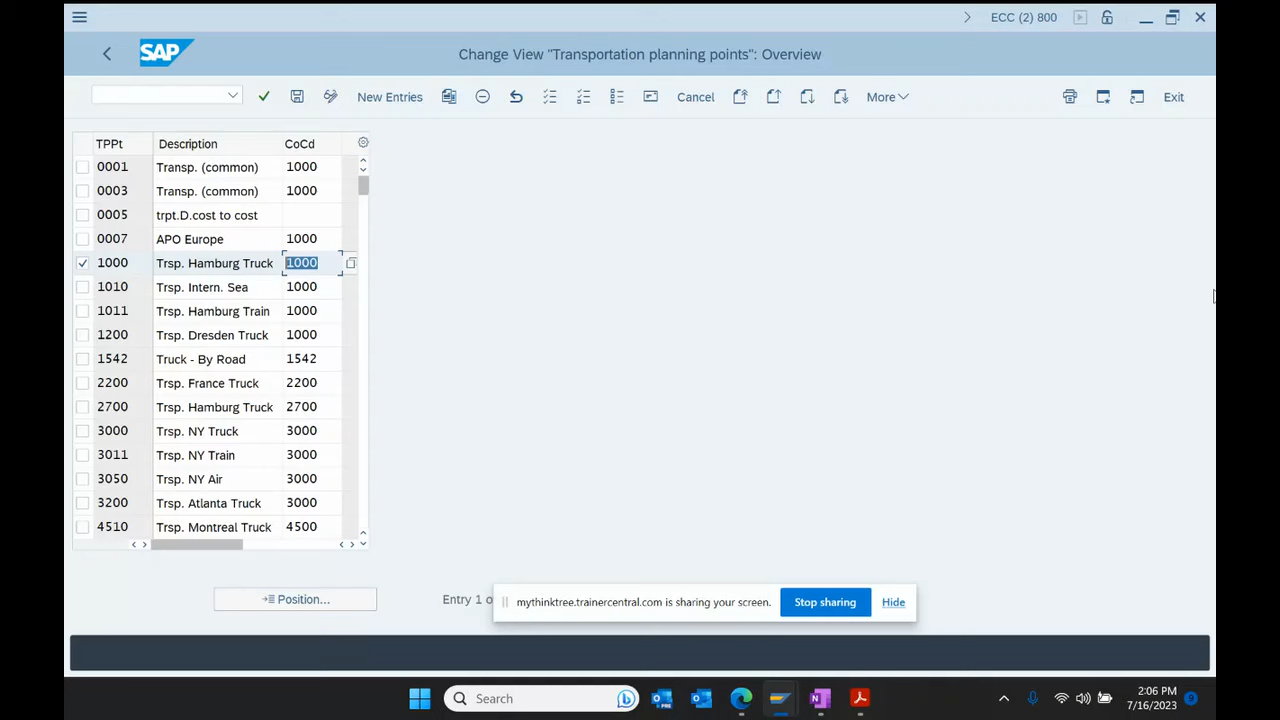 ECC (2) 800
SAP Change View "Transportation planning points": Overview
New Entries Cancel More Exit
TPPt Description CoCd
0001 Transp. (common) 1000
0003 Transp. (common) 1000
0005 trpt.D.cost to cost
0007 APO Europe 1000
1000 Trsp. Hamburg Truck 1000
1010 Trsp. Intern. Sea 1000
1011 Trsp. Hamburg Train 1000
1200 Trsp. Dresden Truck 1000
1542 Truck - By Road 1542
2200 Trsp. France Truck 2200
2700 Trsp. Hamburg Truck 2700
3000 Trsp. NY Truck 3000
3011 Trsp. NY Train 3000
3050 Trsp. NY Air 3000
3200 Trsp. Atlanta Truck 3000
4510 Trsp. Montreal Truck 4500
Position... Entry 1 mythinktree.trainercentral.com is sharing your screen. Stop sharing Hide
Search PRE 2:06 PM
7/16/2023